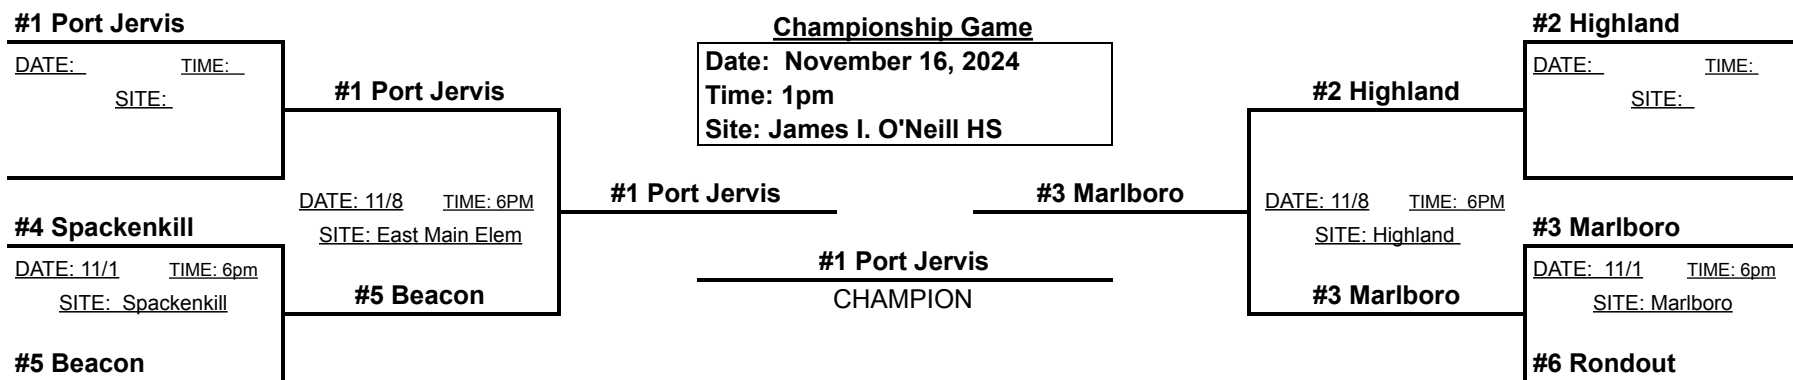 #1 Port Jervis
DATE: TIME:
SITE:
#4 Spackenkill
DATE: 11/1 TIME: 6pm
SITE: Spackenkill
#5 Beacon
#1 Port Jervis
DATE: 11/8 TIME: 6PM
SITE: East Main Elem
#5 Beacon
Championship Game
Date: November 16, 2024
Time: 1pm
Site: James I. O'Neill HS
#1 Port Jervis
#3 Marlboro
#1 Port Jervis
CHAMPION
#2 Highland
DATE: 11/8 TIME: 6PM
SITE: Highland
#3 Marlboro
#2 Highland
DATE: TIME:
SITE:
#3 Marlboro
DATE: 11/1 TIME: 6pm
SITE: Marlboro
#6 Rondout